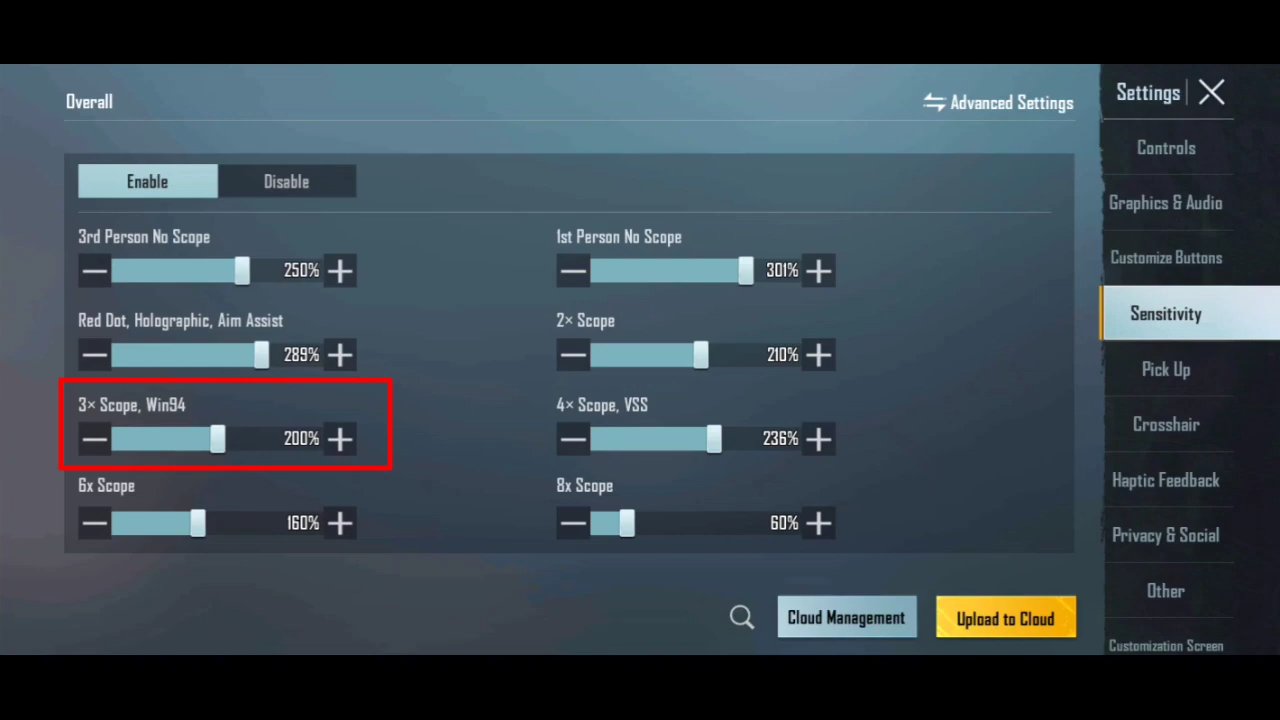 Overall
Advanced Settings
Enable
Disable
3rd Person No Scope
1st Person No Scope
250%
301%
Red Dot, Holographic, Aim Assist
2× Scope
289%
210%
3× Scope, Win94
4× Scope, VSS
200%
236%
6x Scope
8x Scope
160%
60%
Cloud Management
Upload to Cloud
Settings
Controls
Graphics & Audio
Customize Buttons
Sensitivity
Pick Up
Crosshair
Haptic Feedback
Privacy & Social
Other
Customization Screen